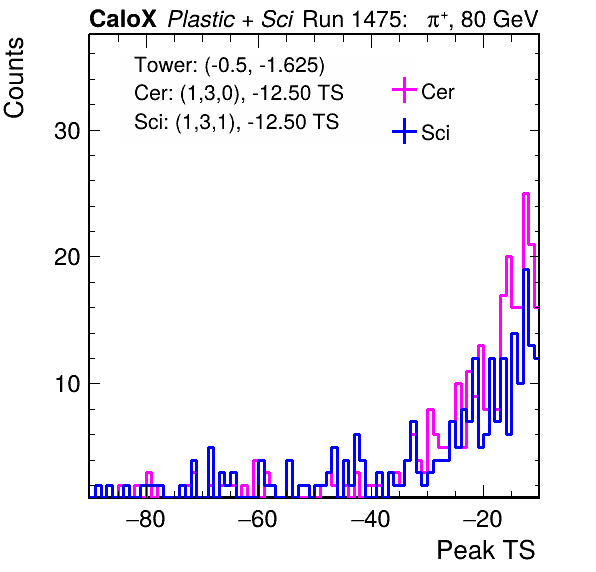 CaloX Plastic + Sci Run 1475: π⁺, 80 GeV
Counts
Tower: (-0.5, -1.625)
Cer: (1,3,0), -12.50 TS
Sci: (1,3,1), -12.50 TS
Cer
Sci
30
20
10
−80 −60 −40 −20
Peak TS